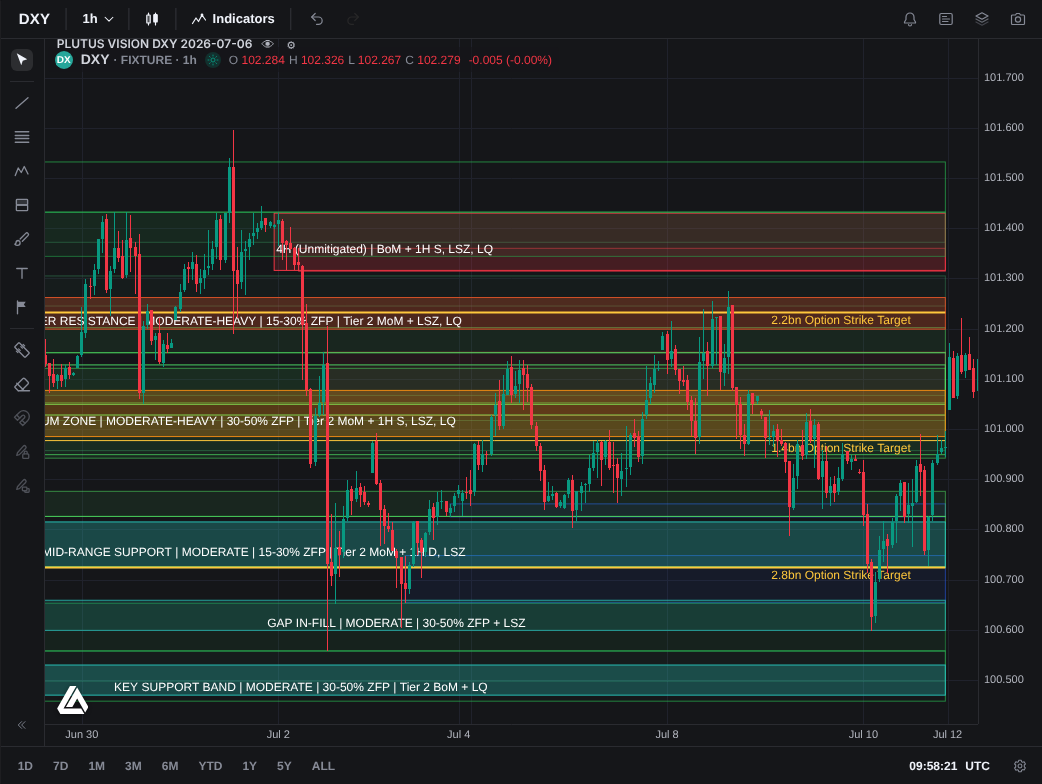 DXY 1h Indicators
PLUTUS VISION DXY 2026-07-06
DX DXY · FIXTURE · 1h O 102.284 H 102.326 L 102.267 C 102.279 -0.005 (-0.00%)
101.700
101.600
101.500
101.400
4H (Unmitigated) | BoM + 1H S, LSZ, LQ
101.300
ER RESISTANCE | MODERATE-HEAVY | 15-30% ZFP | Tier 2 MoM + LSZ, LQ
2.2bn Option Strike Target
101.200
101.100
UM ZONE | MODERATE-HEAVY | 30-50% ZFP | Tier 2 MoM + 1H S, LSZ, LQ
101.000
1.4bn Option Strike Target
100.900
100.800
MID-RANGE SUPPORT | MODERATE | 15-30% ZFP | Tier 2 MoM + 1H D, LSZ
2.8bn Option Strike Target
100.700
GAP IN-FILL | MODERATE | 30-50% ZFP + LSZ
100.600
KEY SUPPORT BAND | MODERATE | 30-50% ZFP | Tier 2 BoM + LQ
100.500
Jun 30 Jul 2 Jul 4 Jul 8 Jul 10 Jul 12
1D 7D 1M 3M 6M YTD 1Y 5Y ALL 09:58:21 UTC